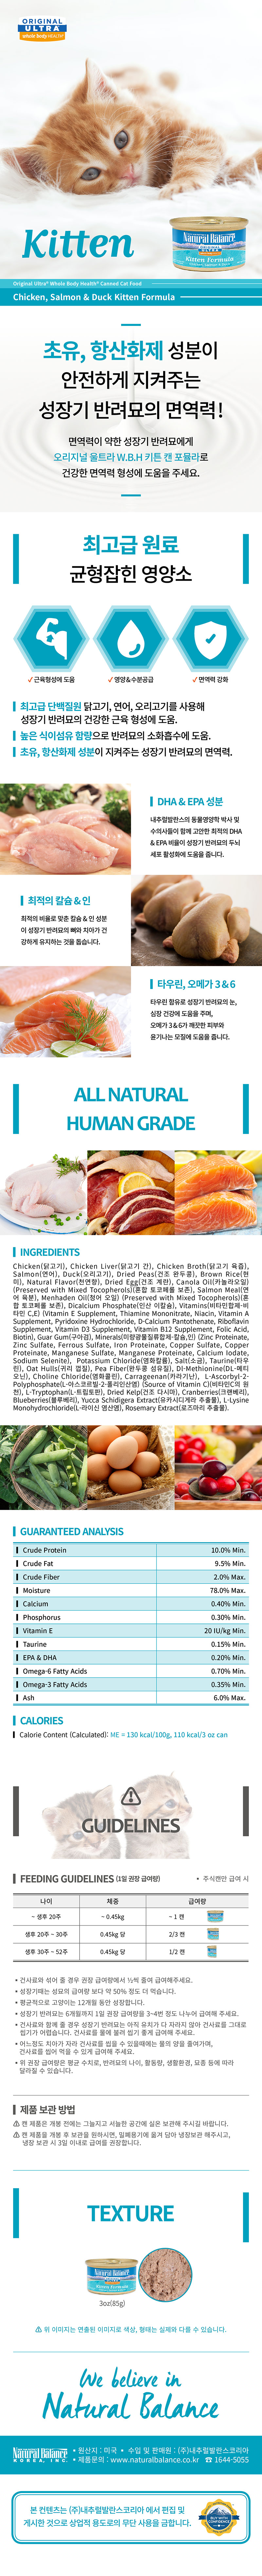 ORIGINAL
ULTRA
whole Body HEALTH
Kitten
Natural Balance
ORIGINAL
ULTRA
Kitten Formula
Original Ultra® Whole Body Health® Canned Cat Food
Chicken, Salmon & Duck Kitten Formula
초유, 항산화제 성분이
안전하게 지켜주는
성장기 반려묘의 면역력!
면역력이 약한 성장기 반려묘에게
오리지널 울트라 W.B.H 키튼 캔 포뮬라로
건강한 면역력 형성에 도움을 주세요.
최고급 원료
균형잡힌 영양소
✓근육형성에 도움
✓영양&수분공급
✓면역력 강화
최고급 단백질원 닭고기, 연어, 오리고기를 사용해
성장기 반려묘의 건강한 근육 형성에 도움.
높은 식이섬유 함량으로 반려묘의 소화흡수에 도움.
초유, 항산화제 성분이 지켜주는 성장기 반려묘의 면역력.
DHA & EPA 성분
내추럴발란스의 동물영양학 박사 및
수의사들이 함께 고안한 최적의 DHA
& EPA 비율이 성장기 반려묘의 두뇌
세포 활성화에 도움을 줍니다.
최적의 칼슘 & 인
최적의 비율로 맞춘 칼슘 & 인 성분
이 성장기 반려묘의 뼈와 치아가 건
강하게 유지하는 것을 돕습니다.
타우린, 오메가 3 & 6
타우린 함유로 성장기 반려묘의 눈,
심장 건강에 도움을 주며,
오메가 3 & 6가 깨끗한 피부와
윤기나는 모질에 도움을 줍니다.
ALL NATURAL
HUMAN GRADE
INGREDIENTS
Chicken(닭고기), Chicken Liver(닭고기 간), Chicken Broth(닭고기 육즙),
Salmon(연어), Duck(오리고기), Dried Peas(건조 완두콩), Brown Rice(현
미), Natural Flavor(천연향), Dried Egg(건조 계란), Canola Oil(카놀라오일)
(Preserved with Mixed Tocopherols)(혼합 토코페롤 보존), Salmon Meal(연
어 육분), Menhaden Oil(청어 오일) (Preserved with Mixed Tocopherols)(혼
합 토코페롤 보존), Dicalcium Phosphate(인산 이칼슘), Vitamins(비타민합제-비
타민 C,E) (Vitamin E Supplement, Thiamine Mononitrate, Niacin, Vitamin A
Supplement, Pyridoxine Hydrochloride, D-Calcium Pantothenate, Riboflavin
Supplement, Vitamin D3 Supplement, Vitamin B12 Supplement, Folic Acid,
Biotin), Guar Gum(구아검), Minerals(미량광물질류합제-칼슘,인) (Zinc Proteinate,
Zinc Sulfate, Ferrous Sulfate, Iron Proteinate, Copper Sulfate, Copper
Proteinate, Manganese Sulfate, Manganese Proteinate, Calcium Iodate,
Sodium Selenite), Potassium Chloride(염화칼륨), Salt(소금), Taurine(타우
린), Oat Hulls(귀리 껍질), Pea Fiber(완두콩 섬유질), DL-Methionine(DL-메티
오닌), Choline Chloride(염화콜린), Carrageenan(카라기난), L-Ascorbyl-2-
Polyphosphate(L-아스코르빌-2-폴리인산염) (Source of Vitamin C)(비타민C의 원
천), L-Tryptophan(L-트립토판), Dried Kelp(건조 다시마), Cranberries(크랜베리),
Blueberries(블루베리), Yucca Schidigera Extract(유카시디게라 추출물), L-Lysine
Monohydrochloride(L-라이신 염산염), Rosemary Extract(로즈마리 추출물).
GUARANTEED ANALYSIS
Crude Protein 10.0% Min.
Crude Fat 9.5% Min.
Crude Fiber 2.0% Max.
Moisture 78.0% Max.
Calcium 0.40% Min.
Phosphorus 0.30% Min.
Vitamin E 20 IU/kg Min.
Taurine 0.15% Min.
EPA & DHA 0.20% Min.
Omega-6 Fatty Acids 0.70% Min.
Omega-3 Fatty Acids 0.35% Min.
Ash 6.0% Max.
CALORIES
Calorie Content (Calculated): ME = 130 kcal/100g, 110 kcal/3 oz can
GUIDELINES
FEEDING GUIDELINES (1일 권장 급여량) • 주식캔만 급여 시
나이 체중 급여량
~ 생후 20주 ~ 0.45kg ~ 1 캔
생후 20주 ~ 30주 0.45kg 당 2/3 캔
생후 30주 ~ 52주 0.45kg 당 1/2 캔
• 건사료와 섞어 줄 경우 권장 급여량에서 ½씩 줄여 급여해주세요.
• 성장기때는 성묘의 급여량 보다 약 50% 정도 더 먹습니다.
• 평균적으로 고양이는 12개월 동안 성장합니다.
• 성장기 반려묘는 6개월까지 1일 권장 급여량을 3~4번 정도 나누어 급여해 주세요.
• 건사료와 함께 줄 경우 성장기 반려묘는 아직 유치가 다 자라지 않아 건사료를 그대로
씹기가 어렵습니다. 건사료를 물에 불려 씹기 좋게 급여해 주세요.
• 어느정도 치아가 자라 건사료를 씹을 수 있을때에는 물의 양을 줄여가며,
건사료를 씹어 먹을 수 있게 급여해 주세요.
• 위 권장 급여량은 평균 수치로, 반려묘의 나이, 활동량, 생활환경, 묘종 등에 따라
달라질 수 있습니다.
제품 보관 방법
캔 제품은 개봉 전에는 그늘지고 서늘한 공간에 실온 보관해 주시길 바랍니다.
캔 제품을 개봉 후 보관을 원하시면, 밀폐용기에 옮겨 담아 냉장보관 해주시고,
냉장 보관 시 3일 이내로 급여를 권장합니다.
TEXTURE
Natural Balance
Kitten Formula
3oz(85g)
위 이미지는 연출된 이미지로 색상, 형태는 실제와 다를 수 있습니다.
We believe in
Natural Balance
Natural Balance
KOREA, INC.
• 원산지 : 미국 • 수입 및 판매원 : (주)내추럴발란스코리아
• 제품문의 : www.naturalbalance.co.kr ☎ 1644-5055
본 컨텐츠는 (주)내추럴발란스코리아 에서 편집 및
게시한 것으로 상업적 용도로의 무단 사용을 금합니다.
BUY WITH
CONFIDENCE